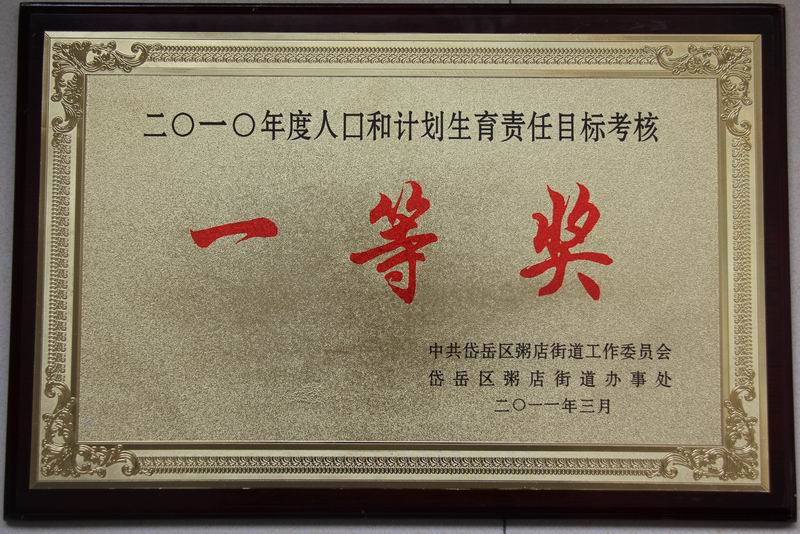 二〇一〇年度人口和计划生育责任目标考核
一等奖
中共岱岳区粥店街道工作委员会
岱岳区粥店街道办事处
二〇一一年三月